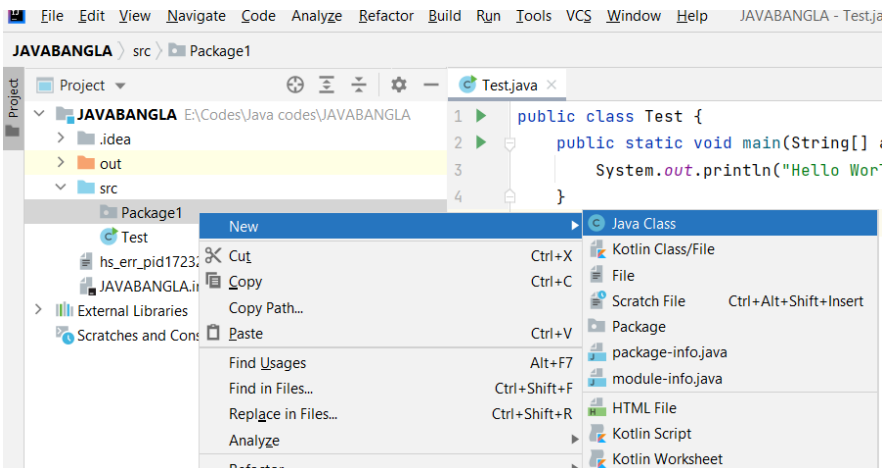 File Edit View Navigate Code Analyze Refactor Build Run Tools VCS Window Help JAVABANGLA - Test.ja
JAVABANGLA src Package1
Project
Project
Test.java
JAVABANGLA E:\Codes\Java codes\JAVABANGLA
.idea
out
src
Package1
Test
hs_err_pid1723
JAVABANGLA.i
External Libraries
Scratches and Cons
1 public class Test {
2 public static void main(String[] a
3 System.out.println("Hello Worl
4 }
New
Cut Ctrl+X
Copy Ctrl+C
Copy Path...
Paste Ctrl+V
Find Usages Alt+F7
Find in Files... Ctrl+Shift+F
Replace in Files... Ctrl+Shift+R
Analyze
Refactor
Java Class
Kotlin Class/File
File
Scratch File Ctrl+Alt+Shift+Insert
Package
package-info.java
module-info.java
HTML File
Kotlin Script
Kotlin Worksheet